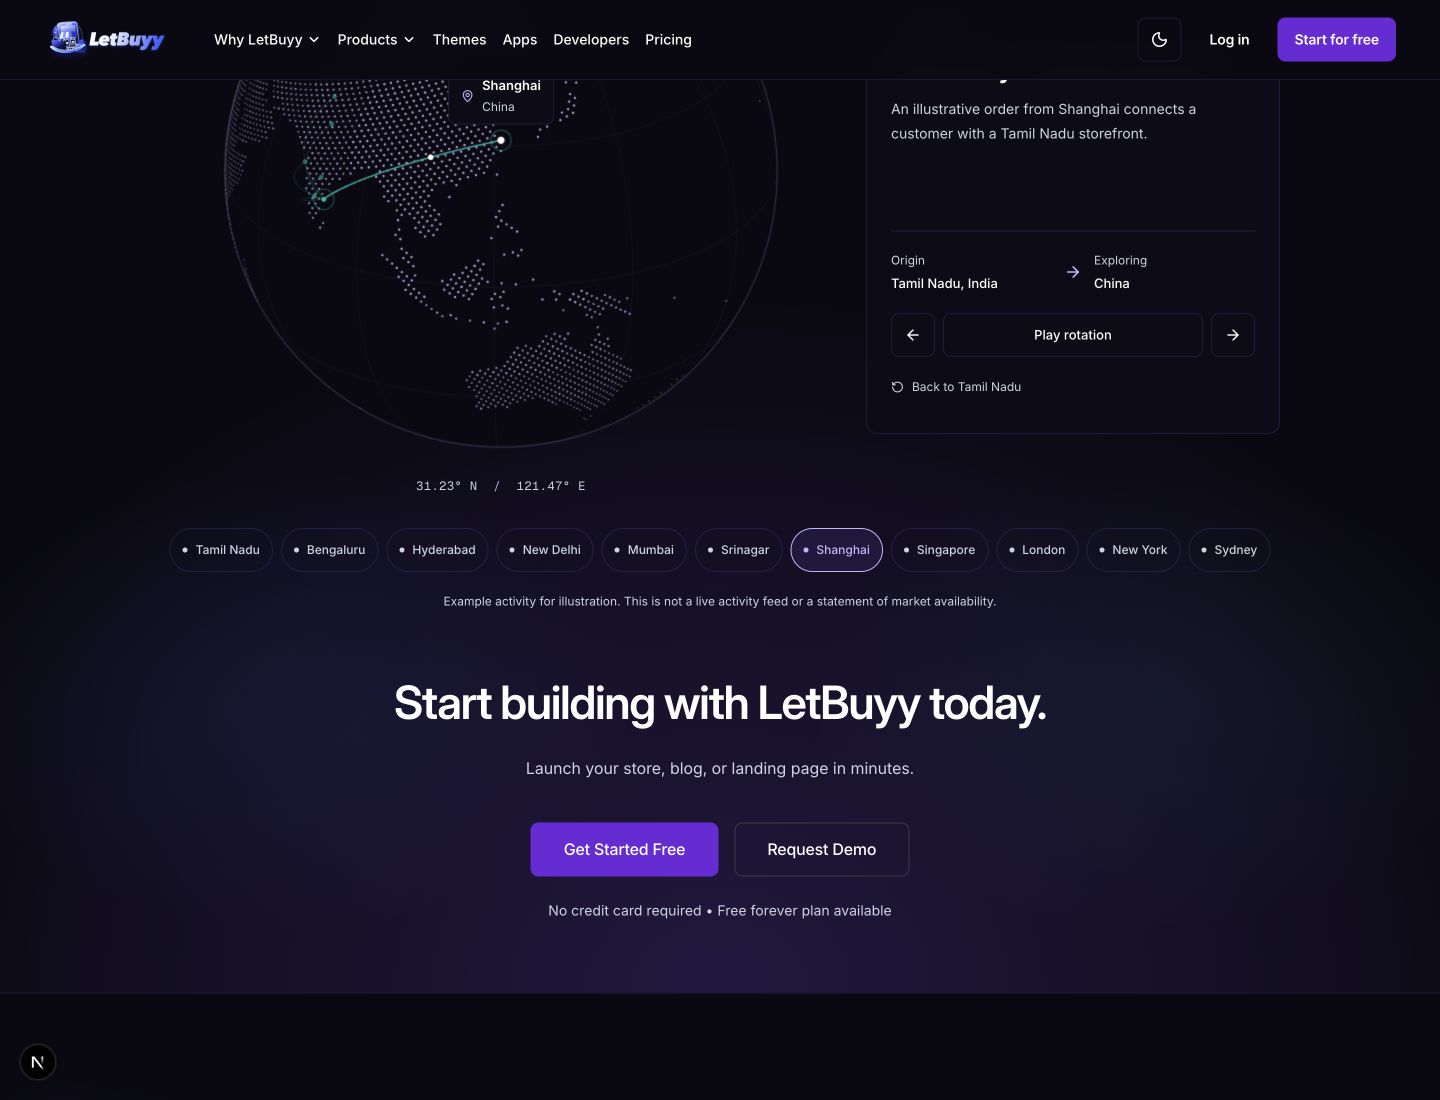 LetBuyy
Why LetBuyy
Products
Themes
Apps
Developers
Pricing
Log in
Start for free
Shanghai
China
An illustrative order from Shanghai connects a
customer with a Tamil Nadu storefront.
Origin
Tamil Nadu, India
Exploring
China
Play rotation
Back to Tamil Nadu
31.23° N / 121.47° E
Tamil Nadu
Bengaluru
Hyderabad
New Delhi
Mumbai
Srinagar
Shanghai
Singapore
London
New York
Sydney
Example activity for illustration. This is not a live activity feed or a statement of market availability.
Start building with LetBuyy today.
Launch your store, blog, or landing page in minutes.
Get Started Free
Request Demo
No credit card required • Free forever plan available
N